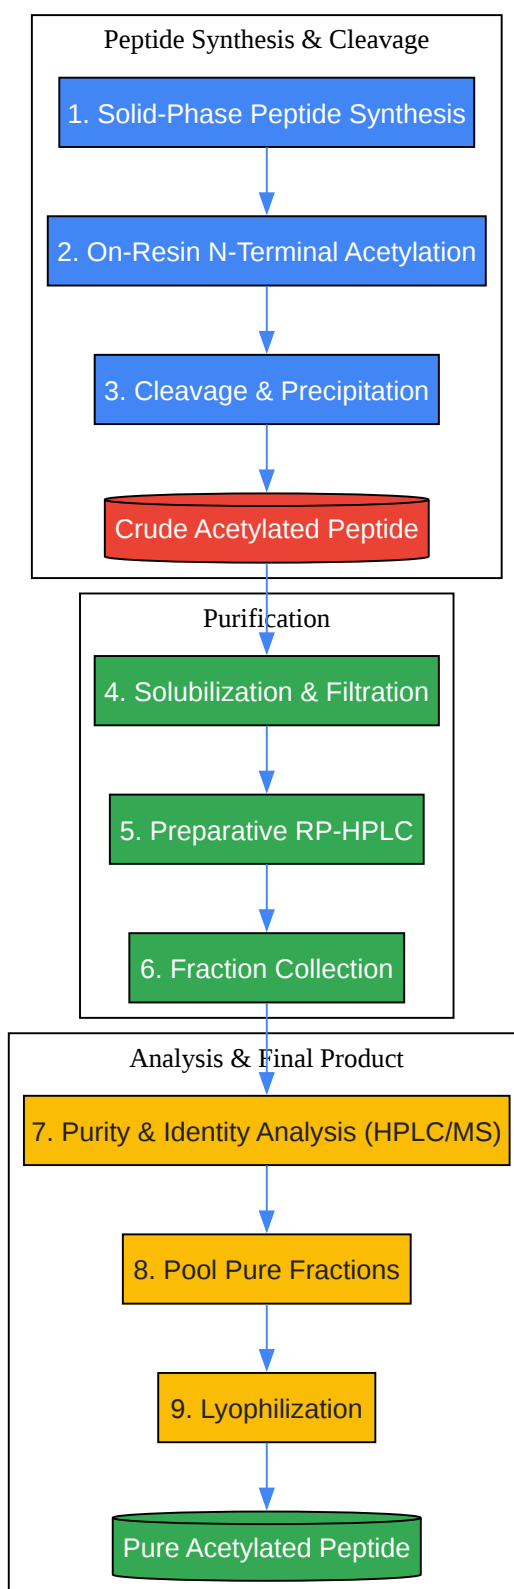 Peptide Synthesis & Cleavage
1. Solid-Phase Peptide Synthesis
2. On-Resin N-Terminal Acetylation
3. Cleavage & Precipitation
Crude Acetylated Peptide
Purification
4. Solubilization & Filtration
5. Preparative RP-HPLC
6. Fraction Collection
Analysis & Final Product
7. Purity & Identity Analysis (HPLC/MS)
8. Pool Pure Fractions
9. Lyophilization
Pure Acetylated Peptide